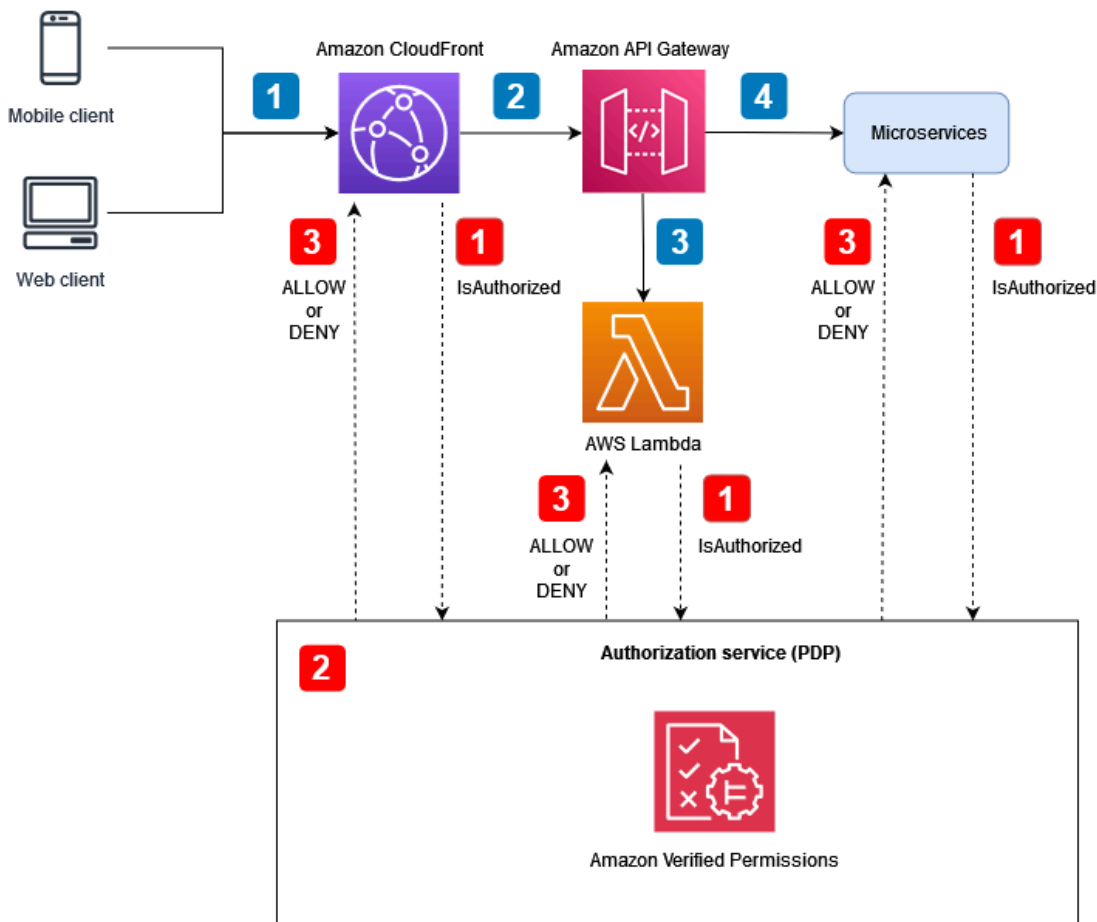 Amazon CloudFront
Amazon API Gateway
Mobile client
1
2
4
Microservices
Web client
3
ALLOW
or
DENY
1
IsAuthorized
3
3
ALLOW
or
DENY
1
IsAuthorized
</>
AWS Lambda
3
ALLOW
or
DENY
1
IsAuthorized
2
Authorization service (PDP)
Amazon Verified Permissions